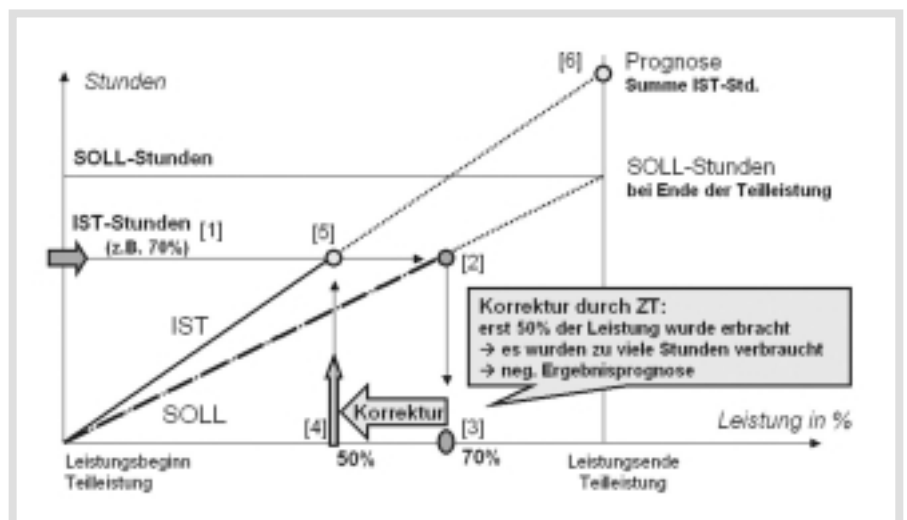 [6]
Prognose
Summe IST-Std.
Stunden
SOLL-Stunden
SOLL-Stunden
bei Ende der Teilleistung
IST-Stunden [1]
(z.B. 70%)
[5]
[2]
Korrektur durch ZT:
erst 50% der Leistung wurde erbracht
→ es wurden zu viele Stunden verbraucht
→ neg. Ergebnisprognose
IST
SOLL
[4]
Korrektur
[3]
Leistung in %
Leistungsbeginn
Teilleistung
50%
70%
Leistungsende
Teilleistung